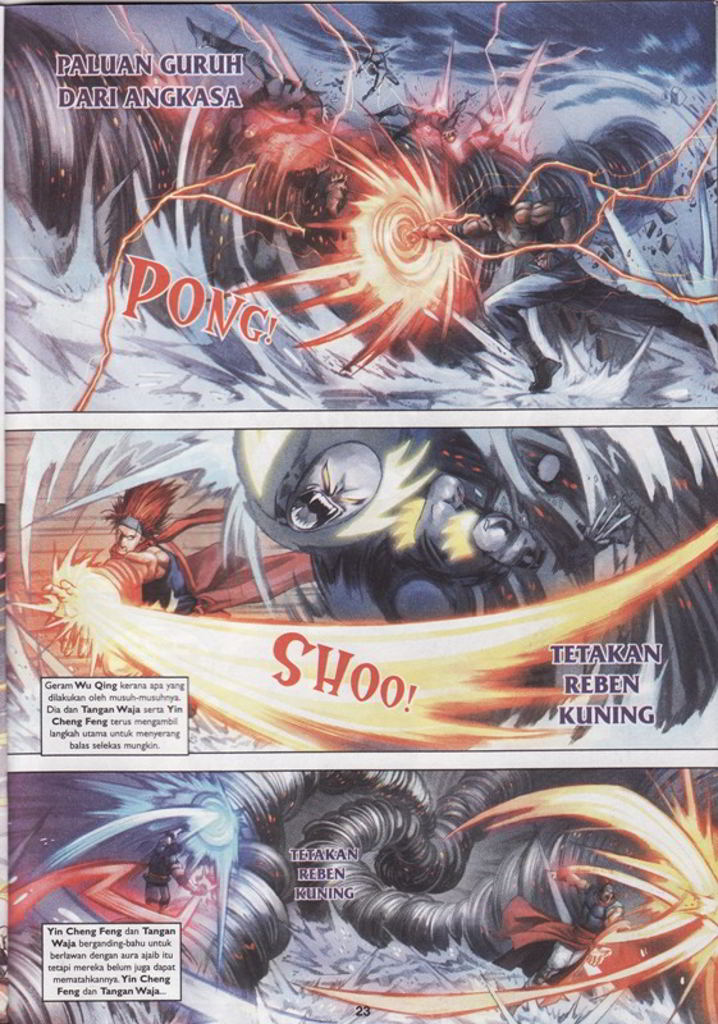 PALUAN GURUH
DARI ANGKASA
PONG!
SHOO!
TETAKAN
REBEN
KUNING
Geram Wu Qing kerana apa yang
dilakukan oleh musuh-musuhnya.
Dia dan Tangan Waja serta Yin
Cheng Feng terus mengambil
langkah utama untuk menyerang
balas selekas mungkin.
TETAKAN
REBEN
KUNING
Yin Cheng Feng dan Tangan
Waja berganding-bahu untuk
berlawan dengan aura ajaib itu
tetapi mereka belum juga dapat
mematahkannya. Yin Cheng
Feng dan Tangan Waja...
23